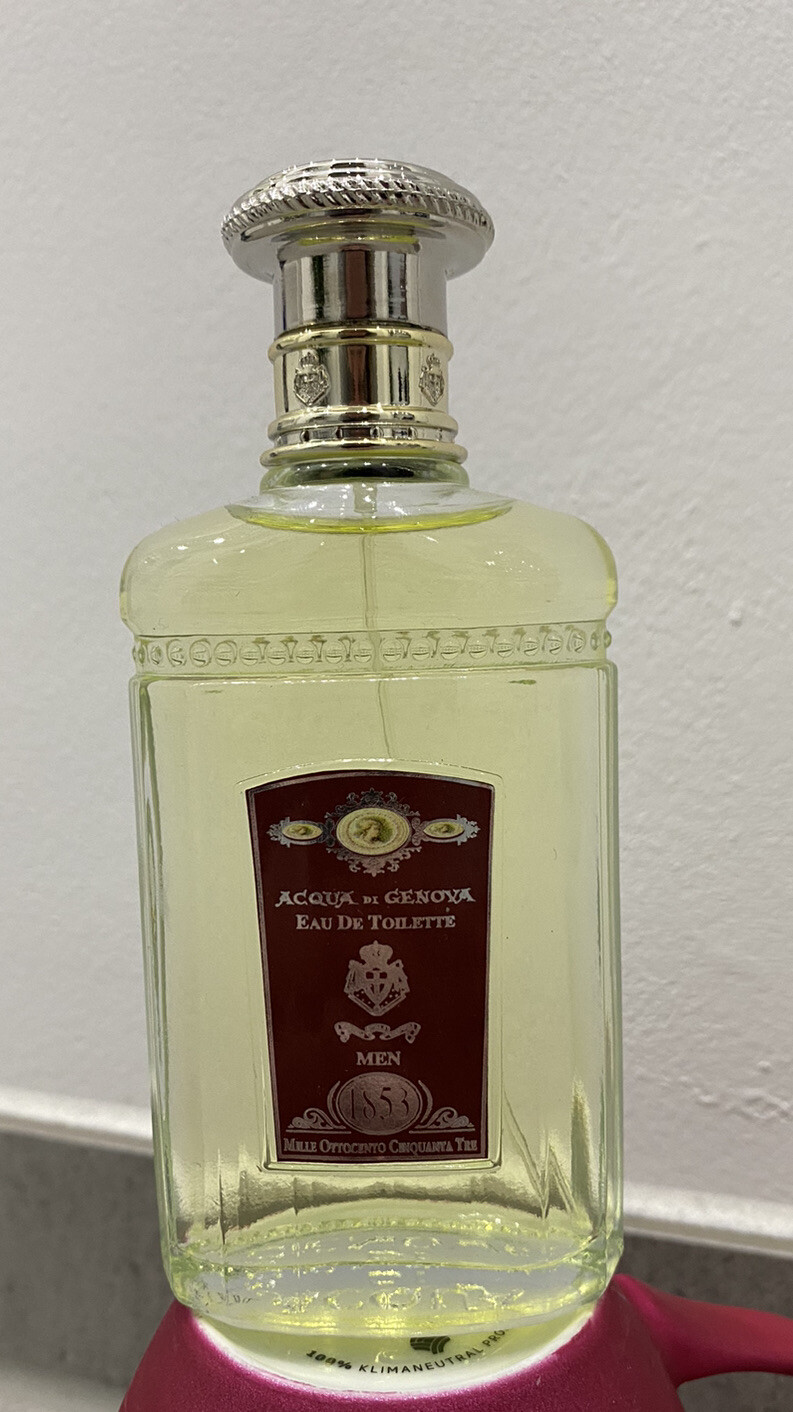 ACQUA DI GENOVA
EAU DE TOILETTE
MEN
1853
MILLE OTTOCENTO CINQUANTA TRE
100% KLIMANEUTRAL